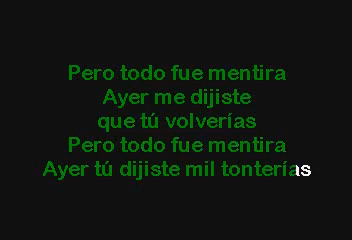 Pero todo fue mentira
Ayer me dijiste
que tú volverías
Pero todo fue mentira
Ayer tú dijiste mil tonterías